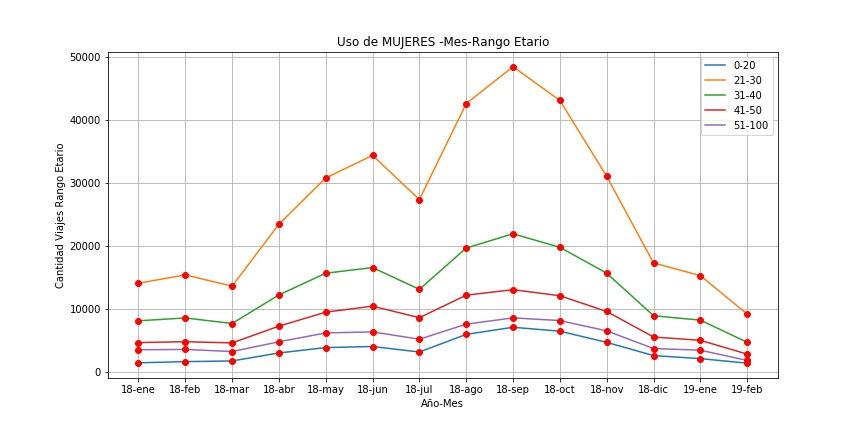 Uso de MUJERES -Mes-Rango Etario
50000
40000
30000
20000
10000
0
Cantidad Viajes Rango Etario
0-20
21-30
31-40
41-50
51-100
18-ene 18-feb 18-mar 18-abr 18-may 18-jun 18-jul 18-ago 18-sep 18-oct 18-nov 18-dic 19-ene 19-feb
Año-Mes